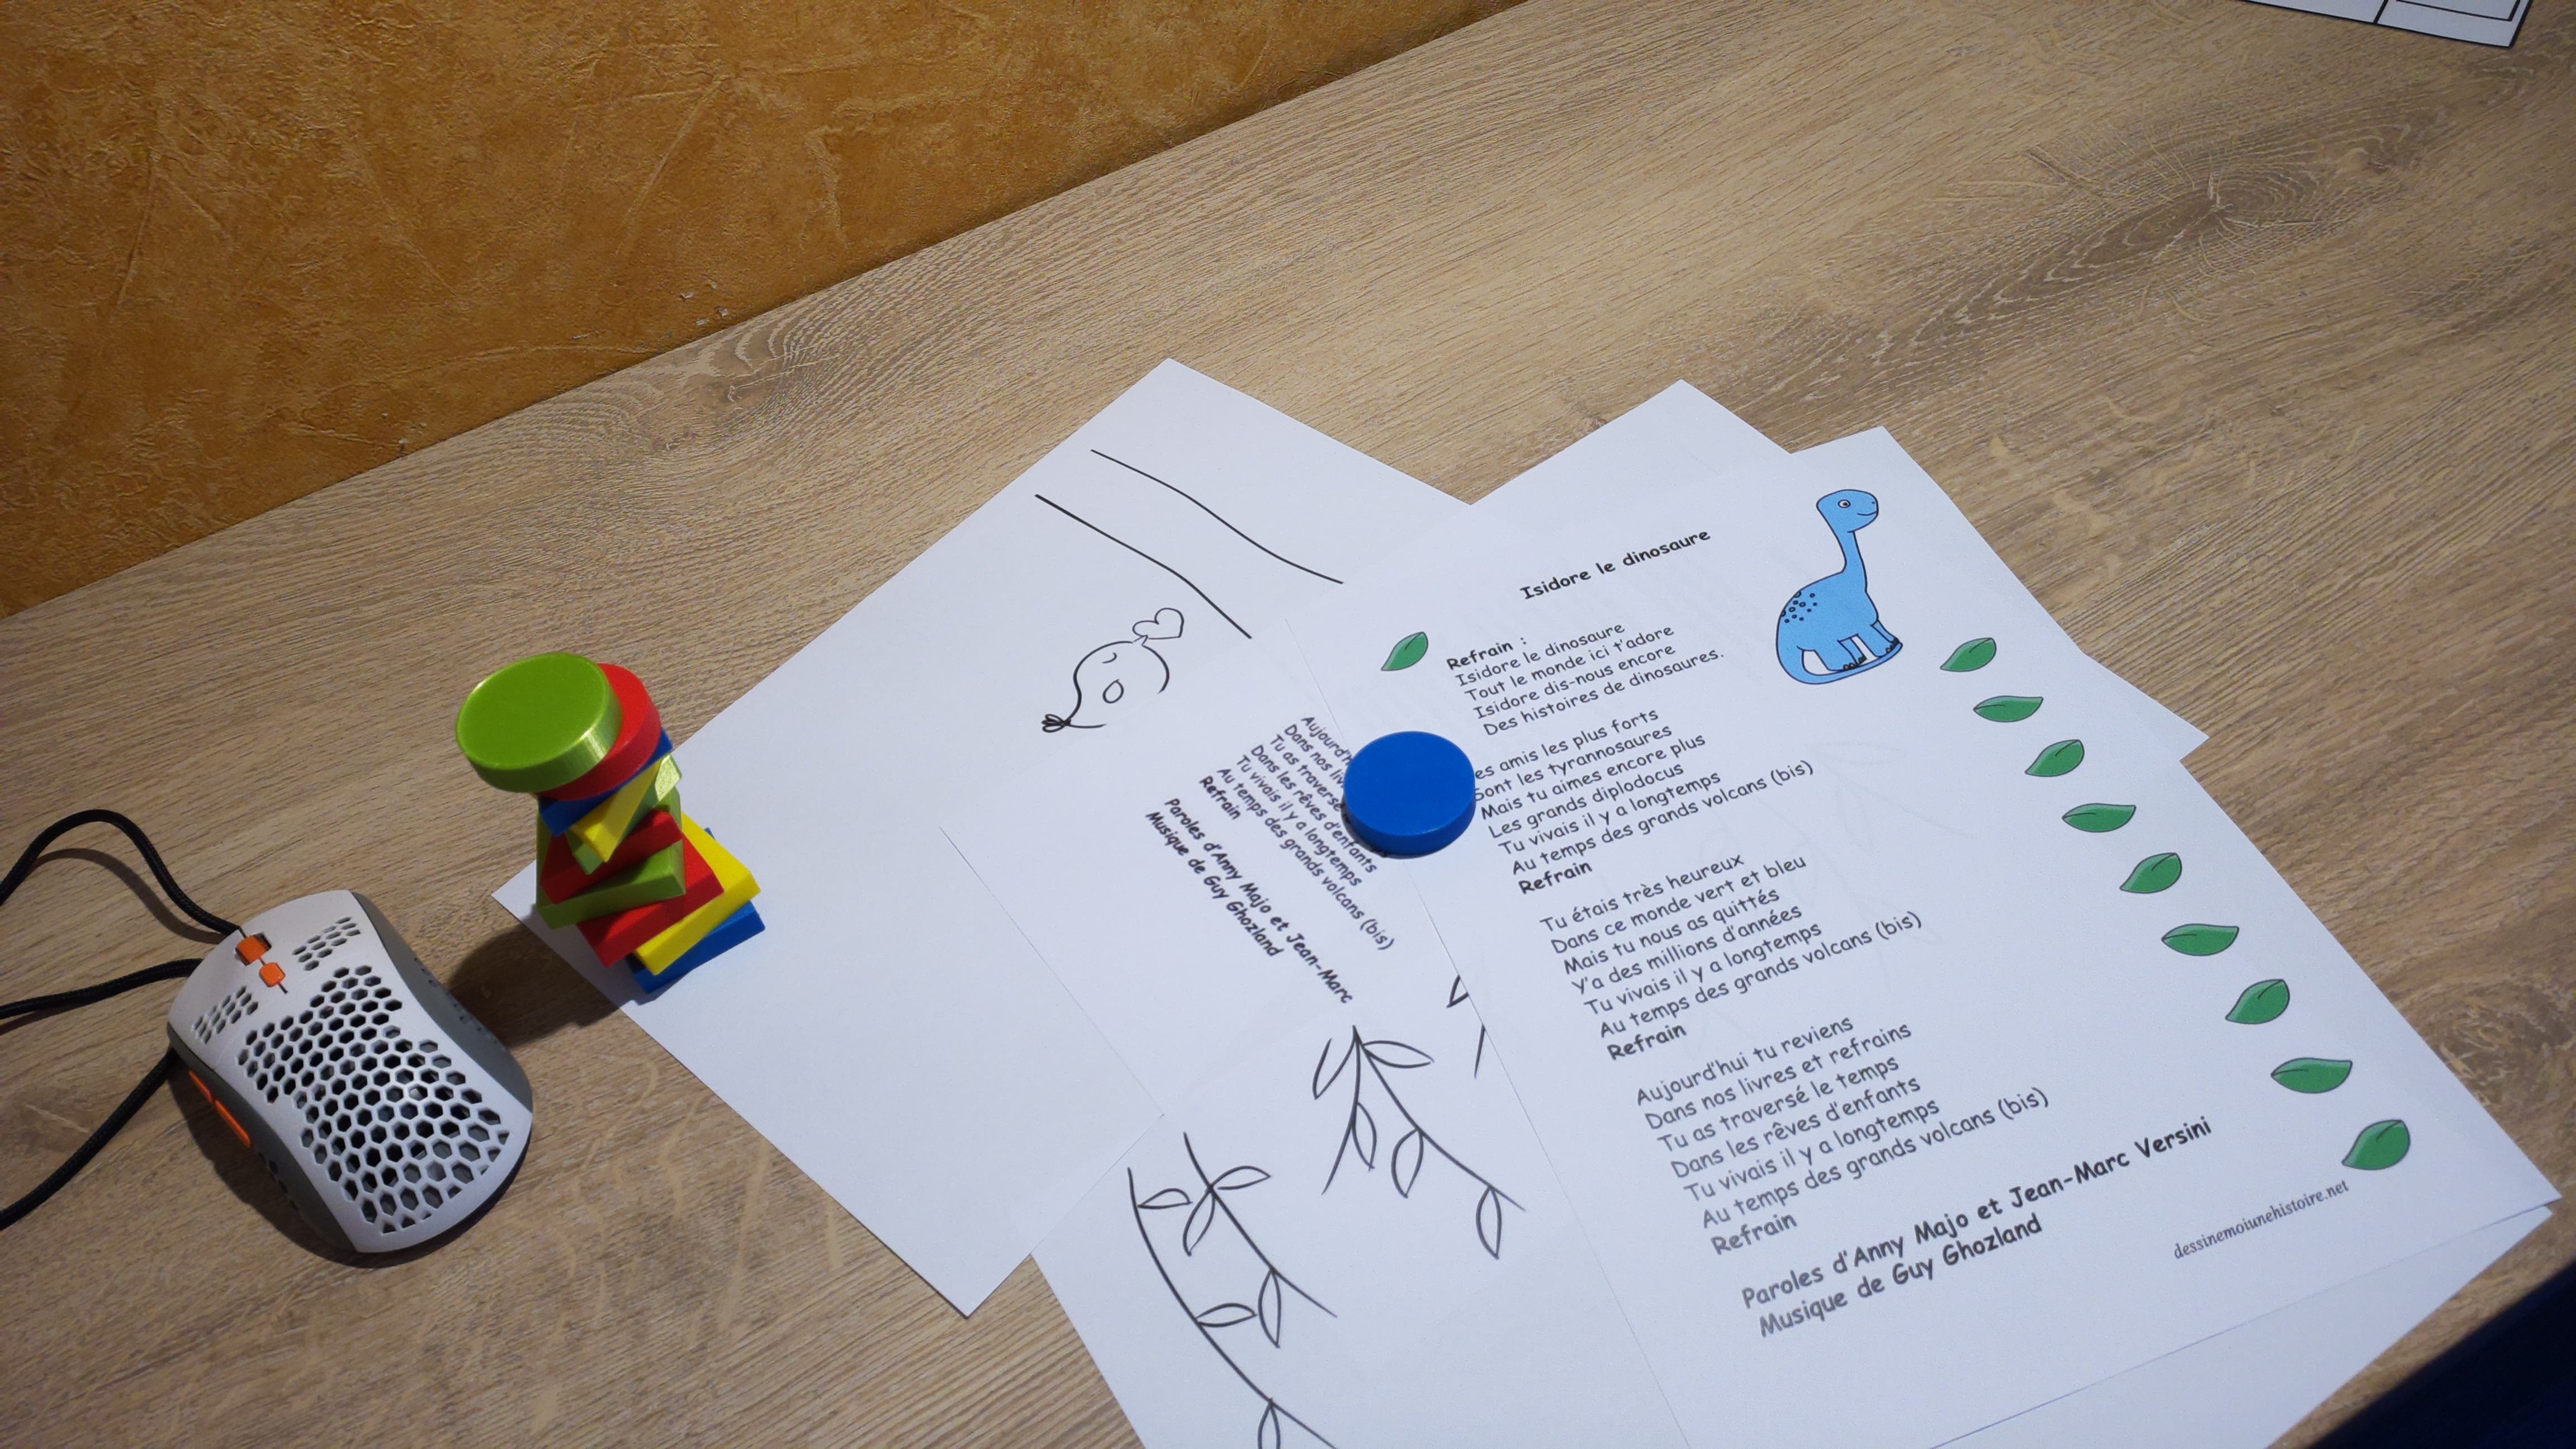 Isidore le dinosaure
Refrain :
Isidore le dinosaure
Tout le monde ici t'adore
Isidore dis-nous encore
Des histoires de dinosaures.
es amis les plus forts
Sont les tyrannosaures
Mais tu aimes encore plus
Les grands diplodocus
Tu vivais il y a longtemps
Au temps des grands volcans (bis)
Refrain
Tu étais très heureux
Dans ce monde vert et bleu
Mais tu nous as quittés
Y'a des millions d'années
Tu vivais il y a longtemps
Au temps des grands volcans (bis)
Refrain
Aujourd'hui tu reviens
Dans nos livres et refrains
Tu as traversé le temps
Dans les rêves d'enfants
Tu vivais il y a longtemps
Au temps des grands volcans (bis)
Refrain
Paroles d'Anny Majo et Jean-Marc Versini
Musique de Guy Ghozland
dessinemoiunehistoire.net
Aujourd'h
Dans nos liv
Tu as traversé
Dans les rêves d'enfants
Tu vivais il y a longtemps
Au temps des grands volcans (bis)
Refrain
Paroles d'Anny Majo et Jean-Marc
Musique de Guy Ghozland